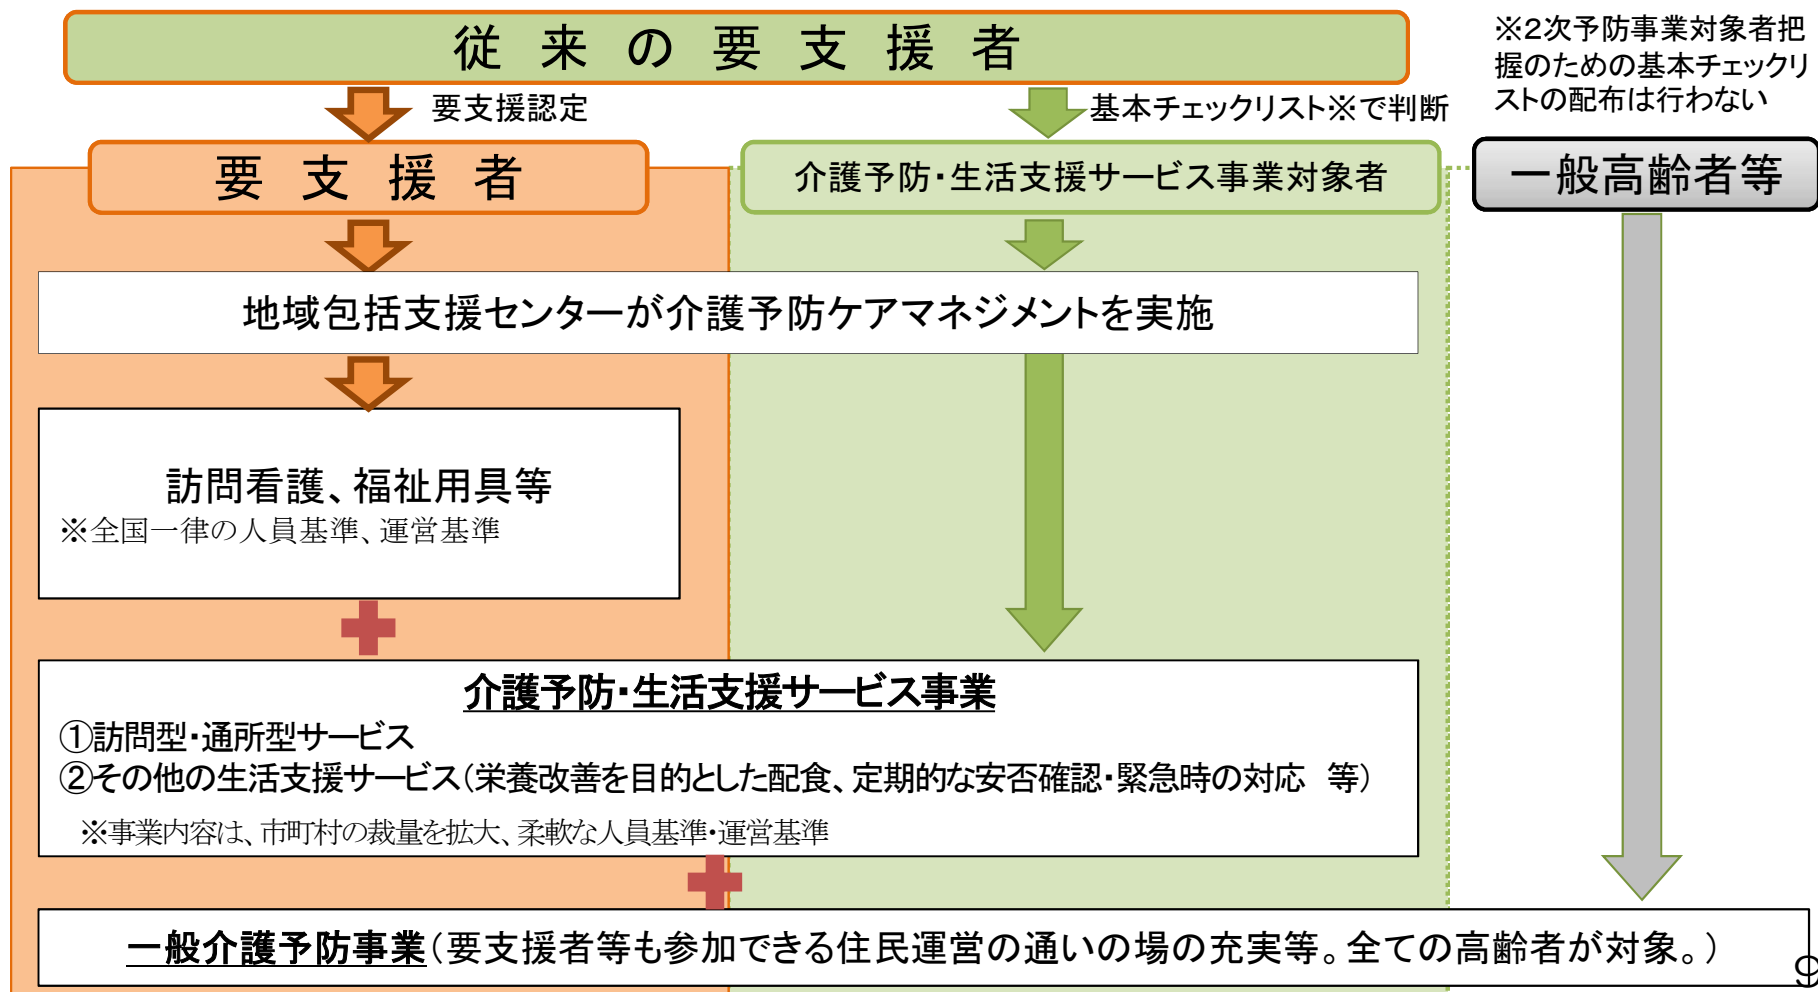 従来の要支援者
※2次予防事業対象者把
握のための基本チェックリ
ストの配布は行わない
要支援認定
基本チェックリスト※で判断
要支援者
介護予防・生活支援サービス事業対象者
一般高齢者等
地域包括支援センターが介護予防ケアマネジメントを実施
訪問看護、福祉用具等
※全国一律の人員基準、運営基準
介護予防・生活支援サービス事業
①訪問型・通所型サービス
②その他の生活支援サービス(栄養改善を目的とした配食、定期的な安否確認・緊急時の対応 等)
※事業内容は、市町村の裁量を拡大、柔軟な人員基準・運営基準
一般介護予防事業(要支援者等も参加できる住民運営の通いの場の充実等。全ての高齢者が対象。)
9